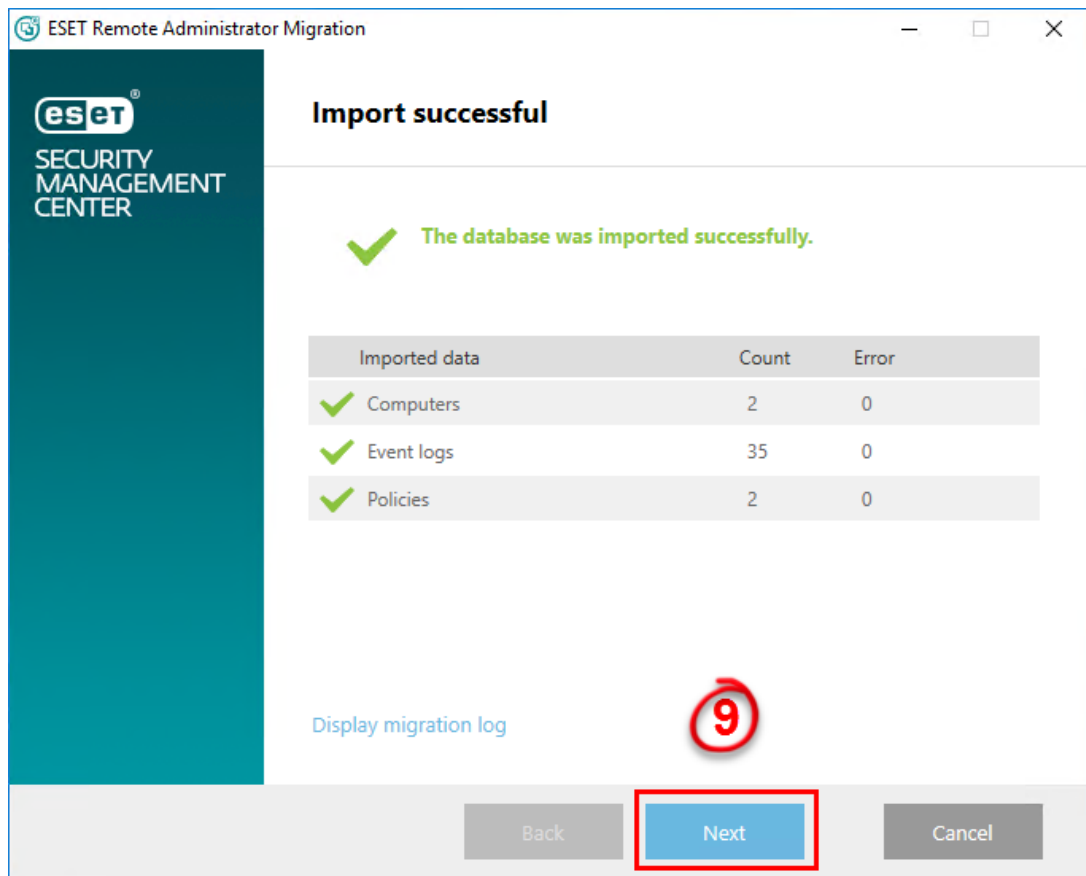 ESET Remote Administrator Migration
eseT®
SECURITY
MANAGEMENT
CENTER
Import successful
The database was imported successfully.
Imported data Count Error
Computers 2 0
Event logs 35 0
Policies 2 0
Display migration log
9
Back Next Cancel